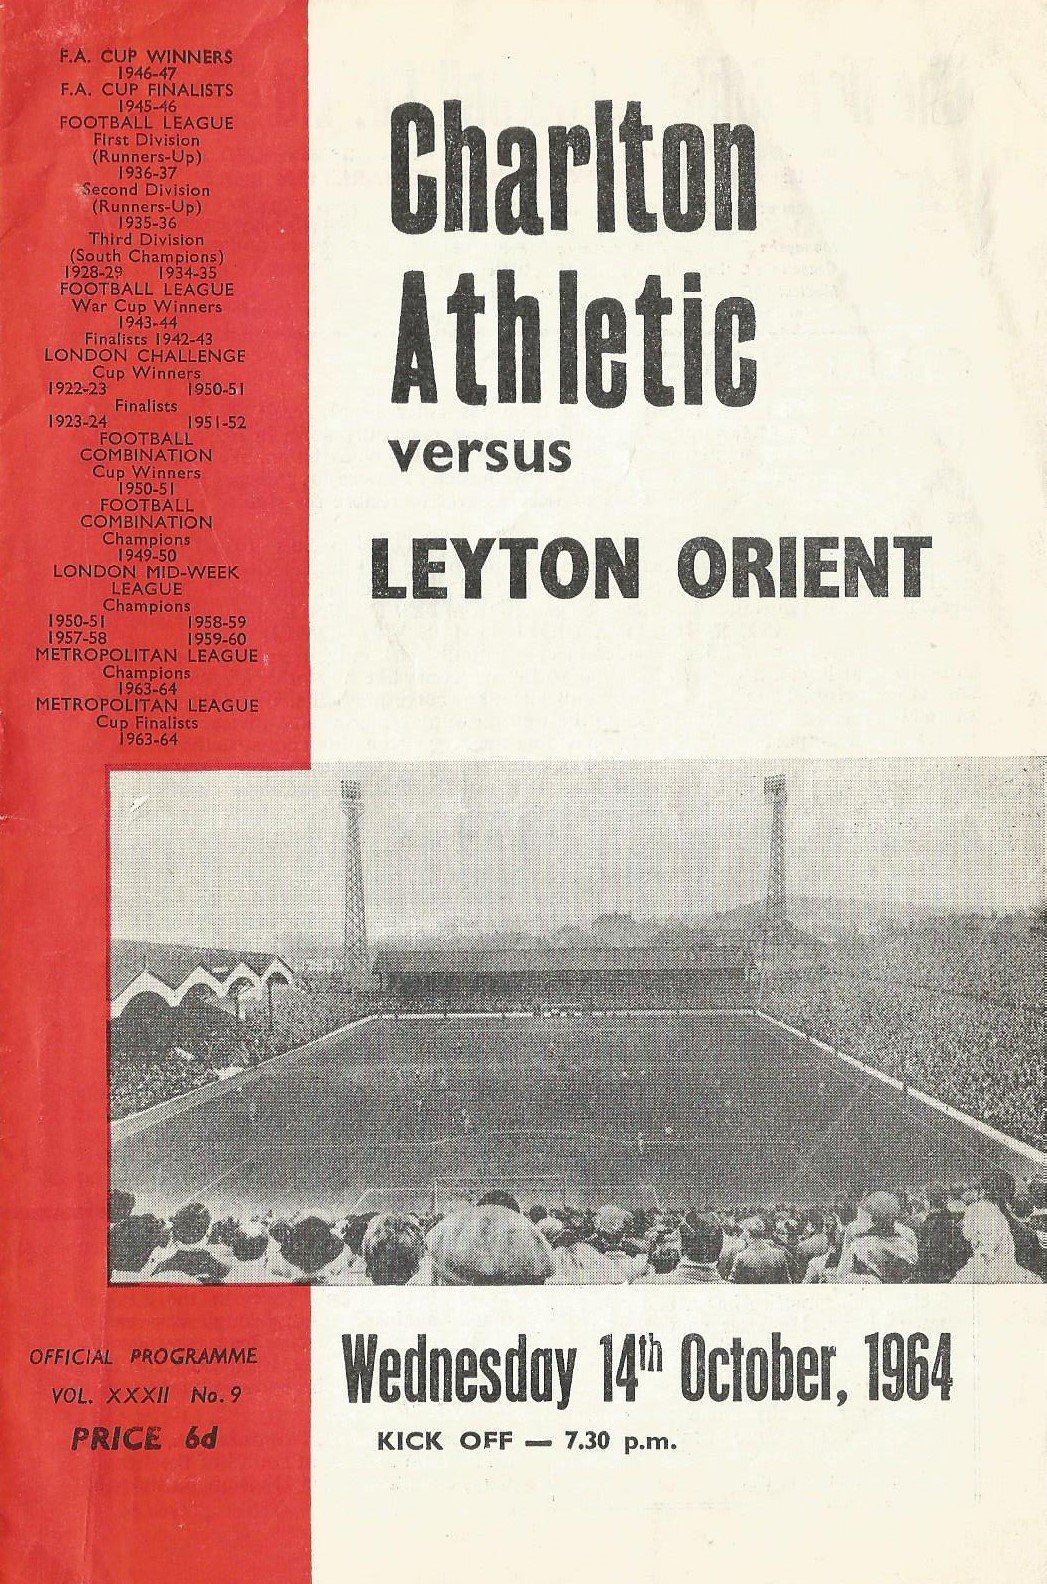 F.A. CUP WINNERS
1946-47
F.A. CUP FINALISTS
1945-46
FOOTBALL LEAGUE
First Division
(Runners-Up)
1936-37
Second Division
(Runners-Up)
1935-36
Third Division
(South Champions)
1928-29 1934-35
FOOTBALL LEAGUE
War Cup Winners
1943-44
Finalists 1942-43
LONDON CHALLENGE
Cup Winners
1922-23 1950-51
Finalists
1923-24 1951-52
FOOTBALL
COMBINATION
Cup Winners
1950-51
FOOTBALL
COMBINATION
Champions
1949-50
LONDON MID-WEEK
LEAGUE
Champions
1950-51 1958-59
1957-58 1959-60
METROPOLITAN LEAGUE
Champions
1963-64
METROPOLITAN LEAGUE
Cup Finalists
1963-64
Charlton
Athletic
versus
LEYTON ORIENT
OFFICIAL PROGRAMME
VOL. XXXII No. 9
PRICE 6d
Wednesday 14th October, 1964
KICK OFF — 7.30 p.m.